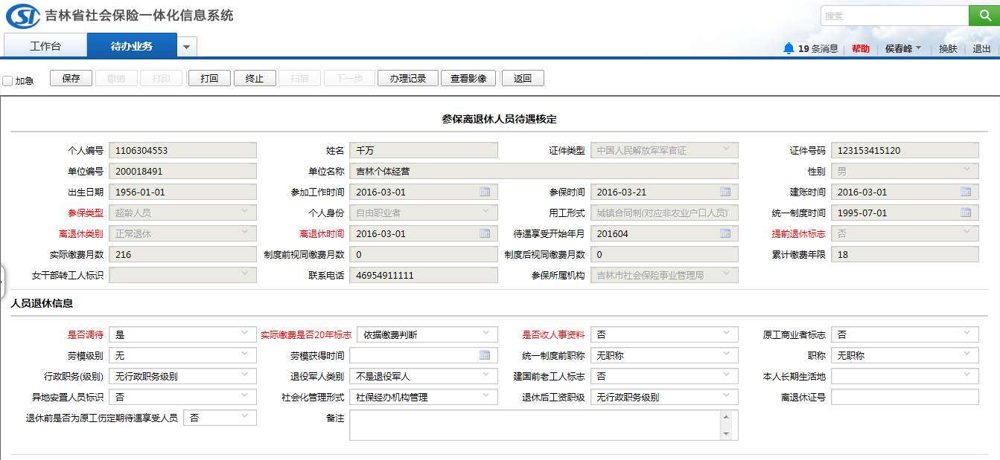 吉林省社会保险一体化信息系统
搜索
工作台 待办业务
19 条消息 帮助 侯春峰 换肤 退出
加急 保存 撤销 打印 打回 终止 扫描 下一步 办理记录 查看影像 返回
参保离退休人员待遇核定
个人编号 1106304553 姓名 千万 证件类型 中国人民解放军军官证 证件号码 123153415120
单位编号 200018491 单位名称 吉林个体经营 性别 男
出生日期 1956-01-01 参加工作时间 2016-03-01 参保时间 2016-03-21 建账时间 2016-03-01
参保类型 超龄人员 个人身份 自由职业者 用工形式 城镇合同制(对应非农业户口人员) 统一制度时间 1995-07-01
离退休类别 正常退休 离退休时间 2016-03-01 待遇享受开始年月 201604 提前退休标志 否
实际缴费月数 216 制度前视同缴费月数 0 制度后视同缴费月数 0 累计缴费年限 18
女干部转工人标识 联系电话 46954911111 参保所属机构 吉林市社会保险事业管理局
人员退休信息
是否调待 是 实际缴费是否20年标志 依据缴费判断 是否收人事资料 否 原工商业者标志 否
劳模级别 无 劳模获得时间 统一制度前职称 无职称 职称 无职称
行政职务(级别) 无行政职务级别 退役军人类别 不是退役军人 建国前老工人标志 否 本人长期生活地
异地安置人员标识 否 社会化管理形式 社保经办机构管理 退休后工资职级 无行政职务级别 离退休证号
退休前是否为原工伤定期待遇享受人员 否 备注